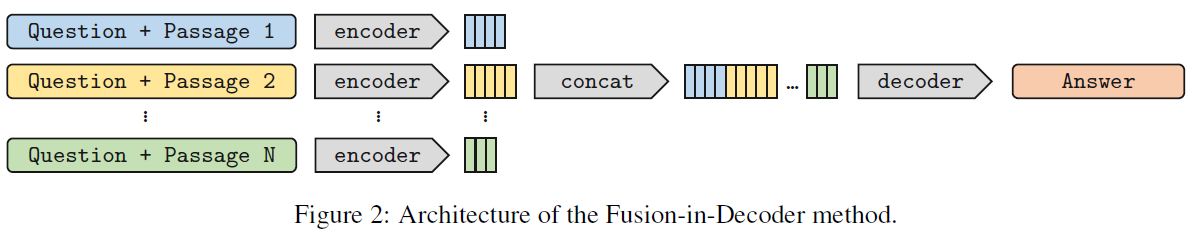 Question + Passage 1 encoder
Question + Passage 2 encoder concat … decoder Answer
⋮ ⋮ ⋮
Question + Passage N encoder
Figure 2: Architecture of the Fusion-in-Decoder method.